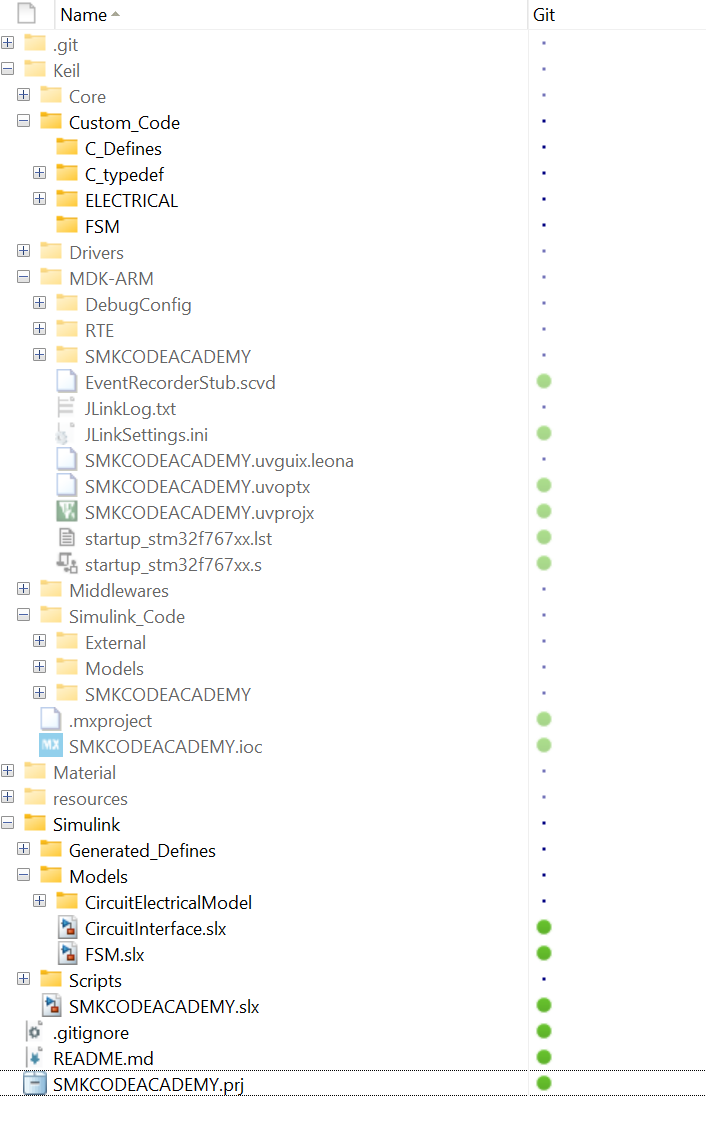 Name Git
.git
Keil
Core
Custom_Code
C_Defines
C_typedef
ELECTRICAL
FSM
Drivers
MDK-ARM
DebugConfig
RTE
SMKCODEACADEMY
EventRecorderStub.scvd
JLinkLog.txt
JLinkSettings.ini
SMKCODEACADEMY.uvguix.leona
SMKCODEACADEMY.uvoptx
SMKCODEACADEMY.uvprojx
startup_stm32f767xx.lst
startup_stm32f767xx.s
Middlewares
Simulink_Code
External
Models
SMKCODEACADEMY
.mxproject
MX SMKCODEACADEMY.ioc
Material
resources
Simulink
Generated_Defines
Models
CircuitElectricalModel
CircuitInterface.slx
FSM.slx
Scripts
SMKCODEACADEMY.slx
.gitignore
README.md
SMKCODEACADEMY.prj